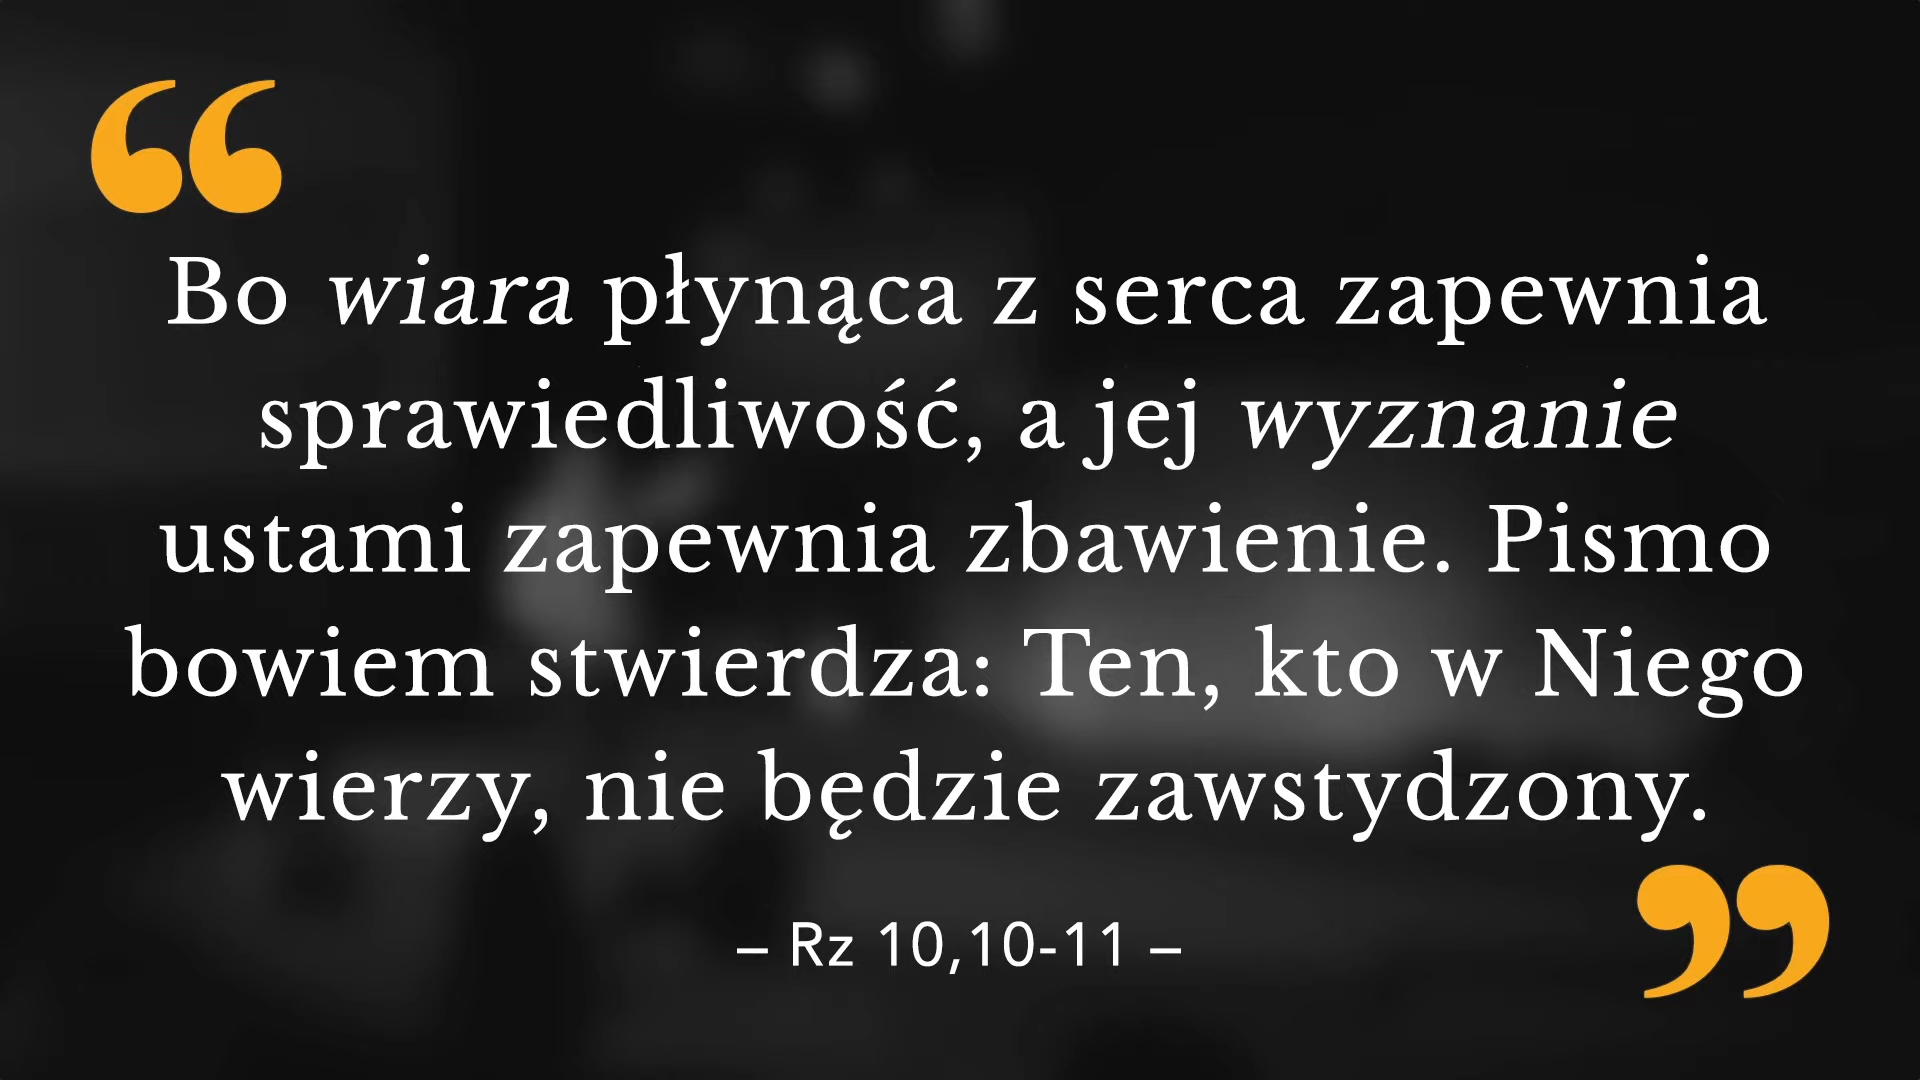 “
Bo wiara płynąca z serca zapewnia
sprawiedliwość, a jej wyznanie
ustami zapewnia zbawienie. Pismo
bowiem stwierdza: Ten, kto w Niego
wierzy, nie będzie zawstydzony.
”
– Rz 10,10-11 –